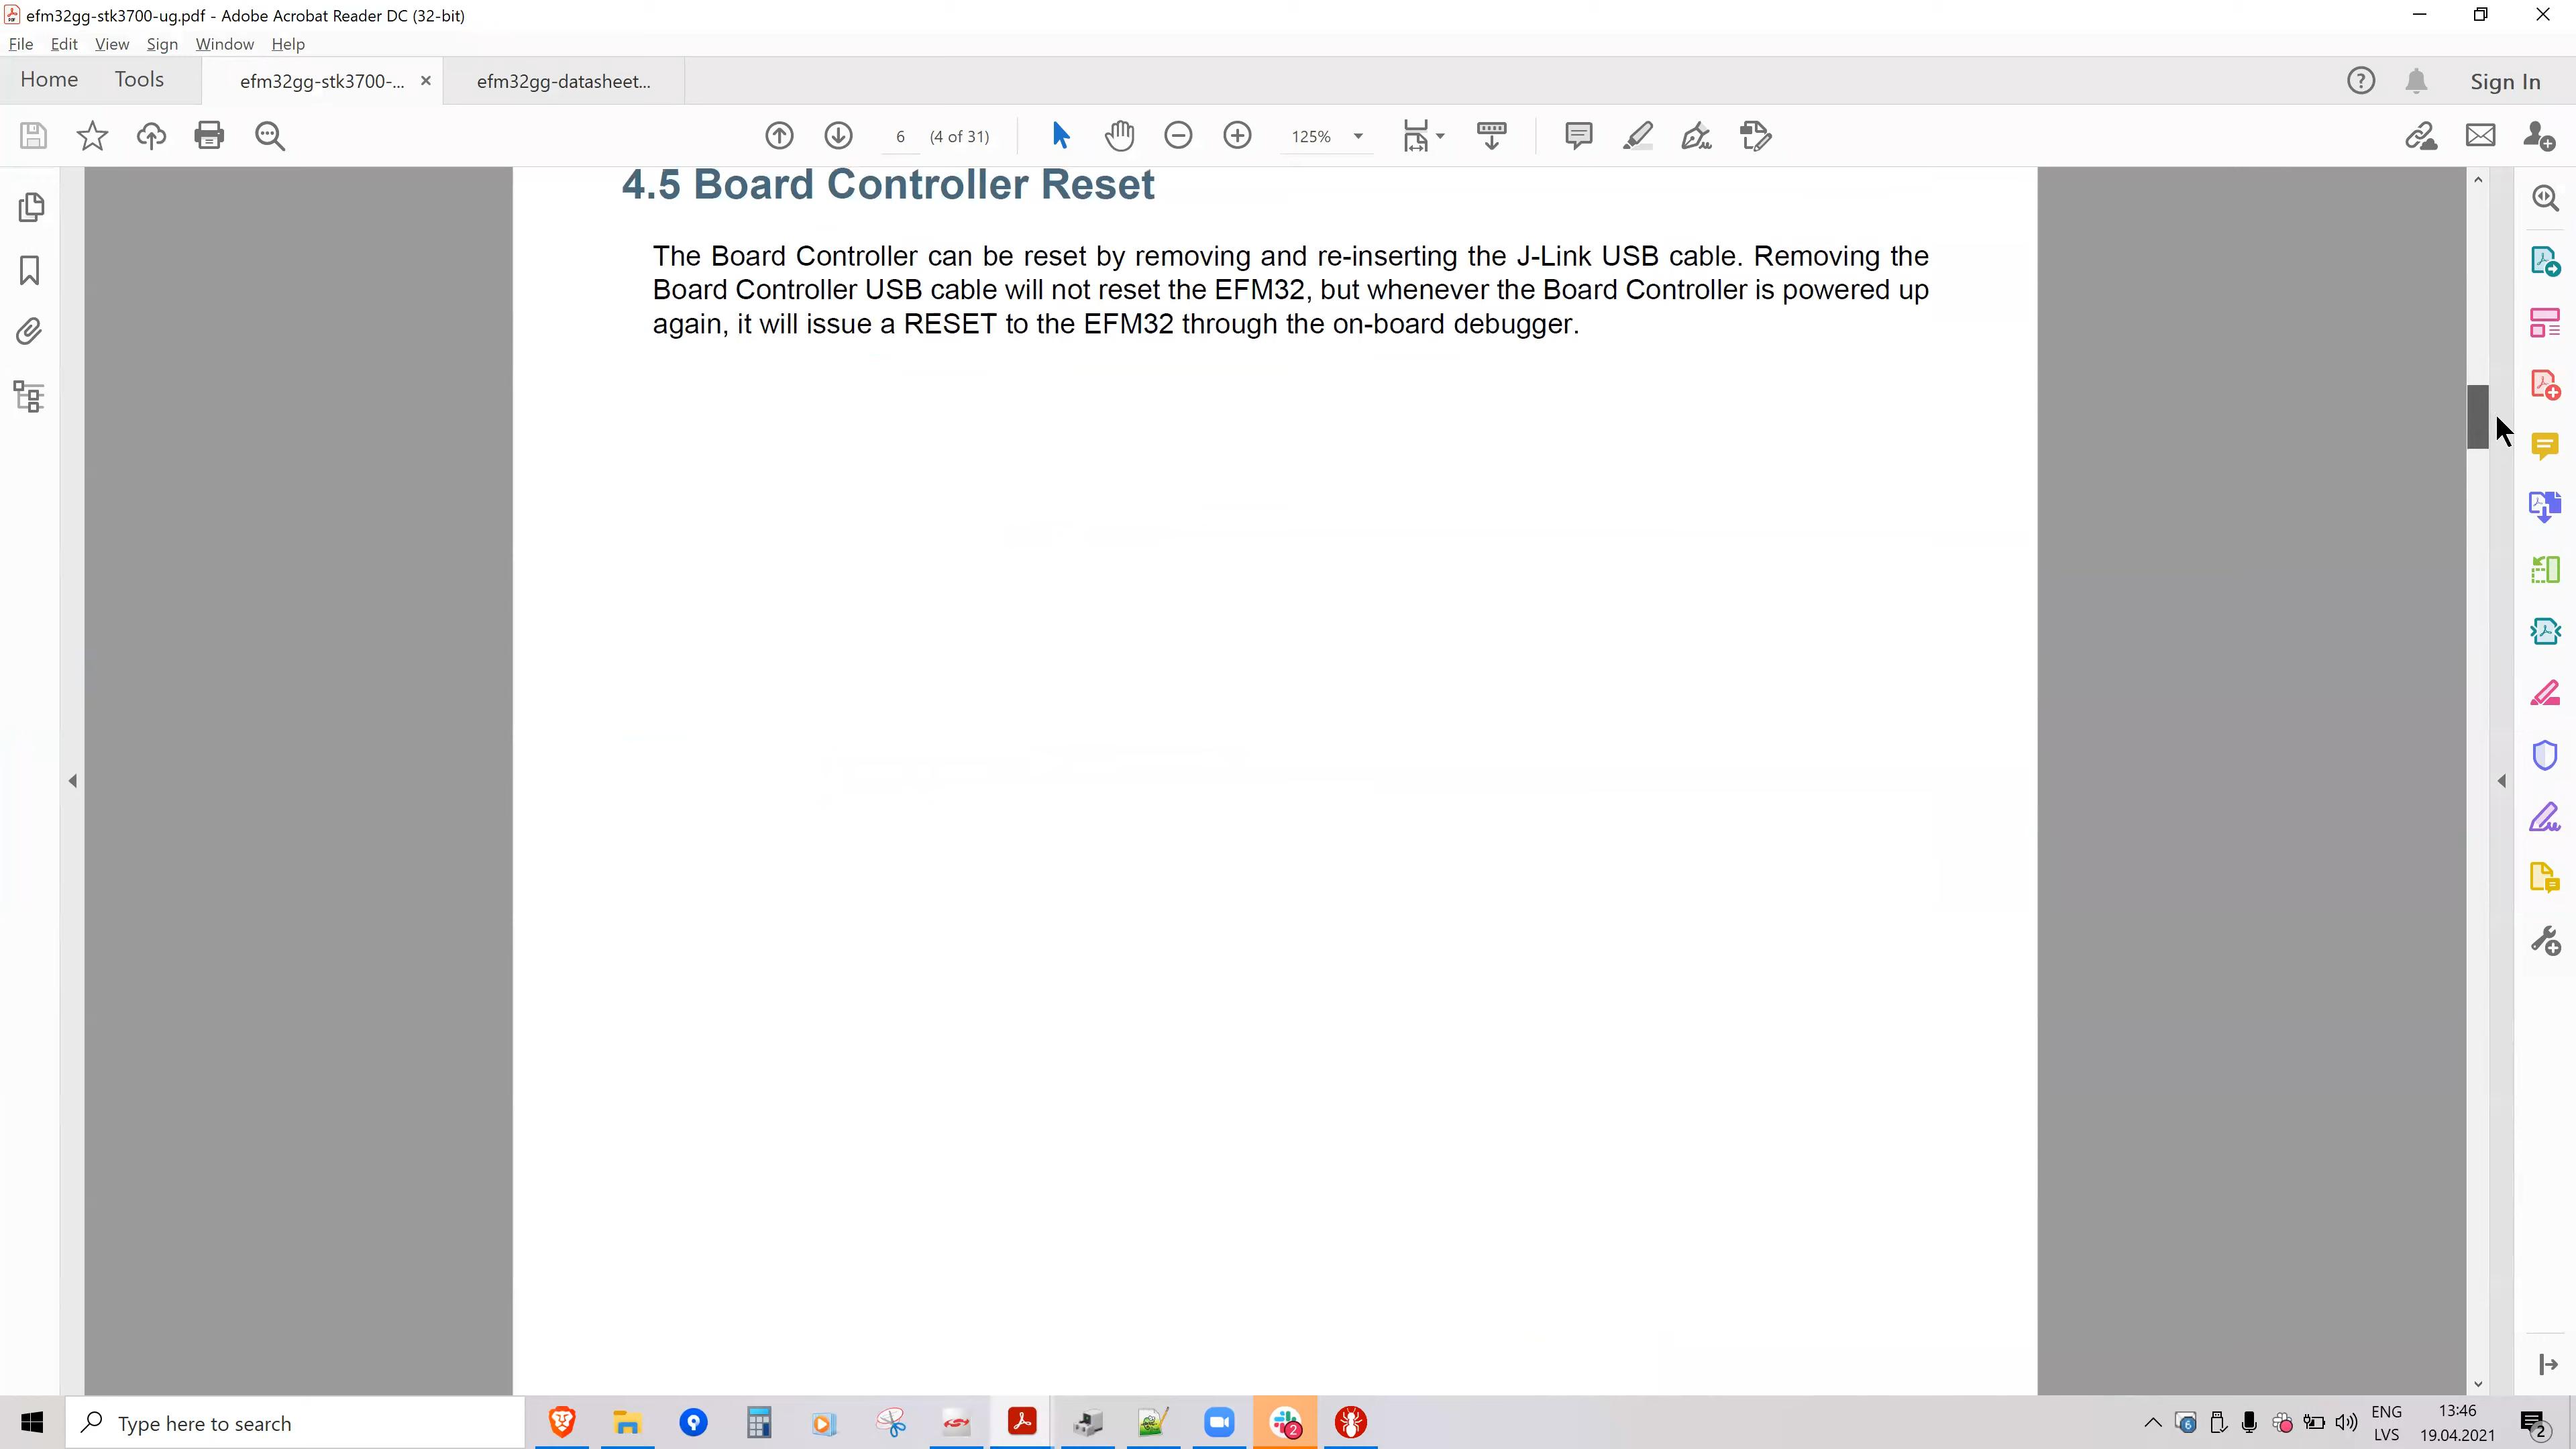 efm32gg-stk3700-ug.pdf - Adobe Acrobat Reader DC (32-bit)
File Edit View Sign Window Help
Home Tools efm32gg-stk3700-... efm32gg-datasheet... Sign In
6 (4 of 31) 125%
4.5 Board Controller Reset
The Board Controller can be reset by removing and re-inserting the J-Link USB cable. Removing the
Board Controller USB cable will not reset the EFM32, but whenever the Board Controller is powered up
again, it will issue a RESET to the EFM32 through the on-board debugger.
Type here to search
2
6
ENG
LVS
13:46
19.04.2021
2